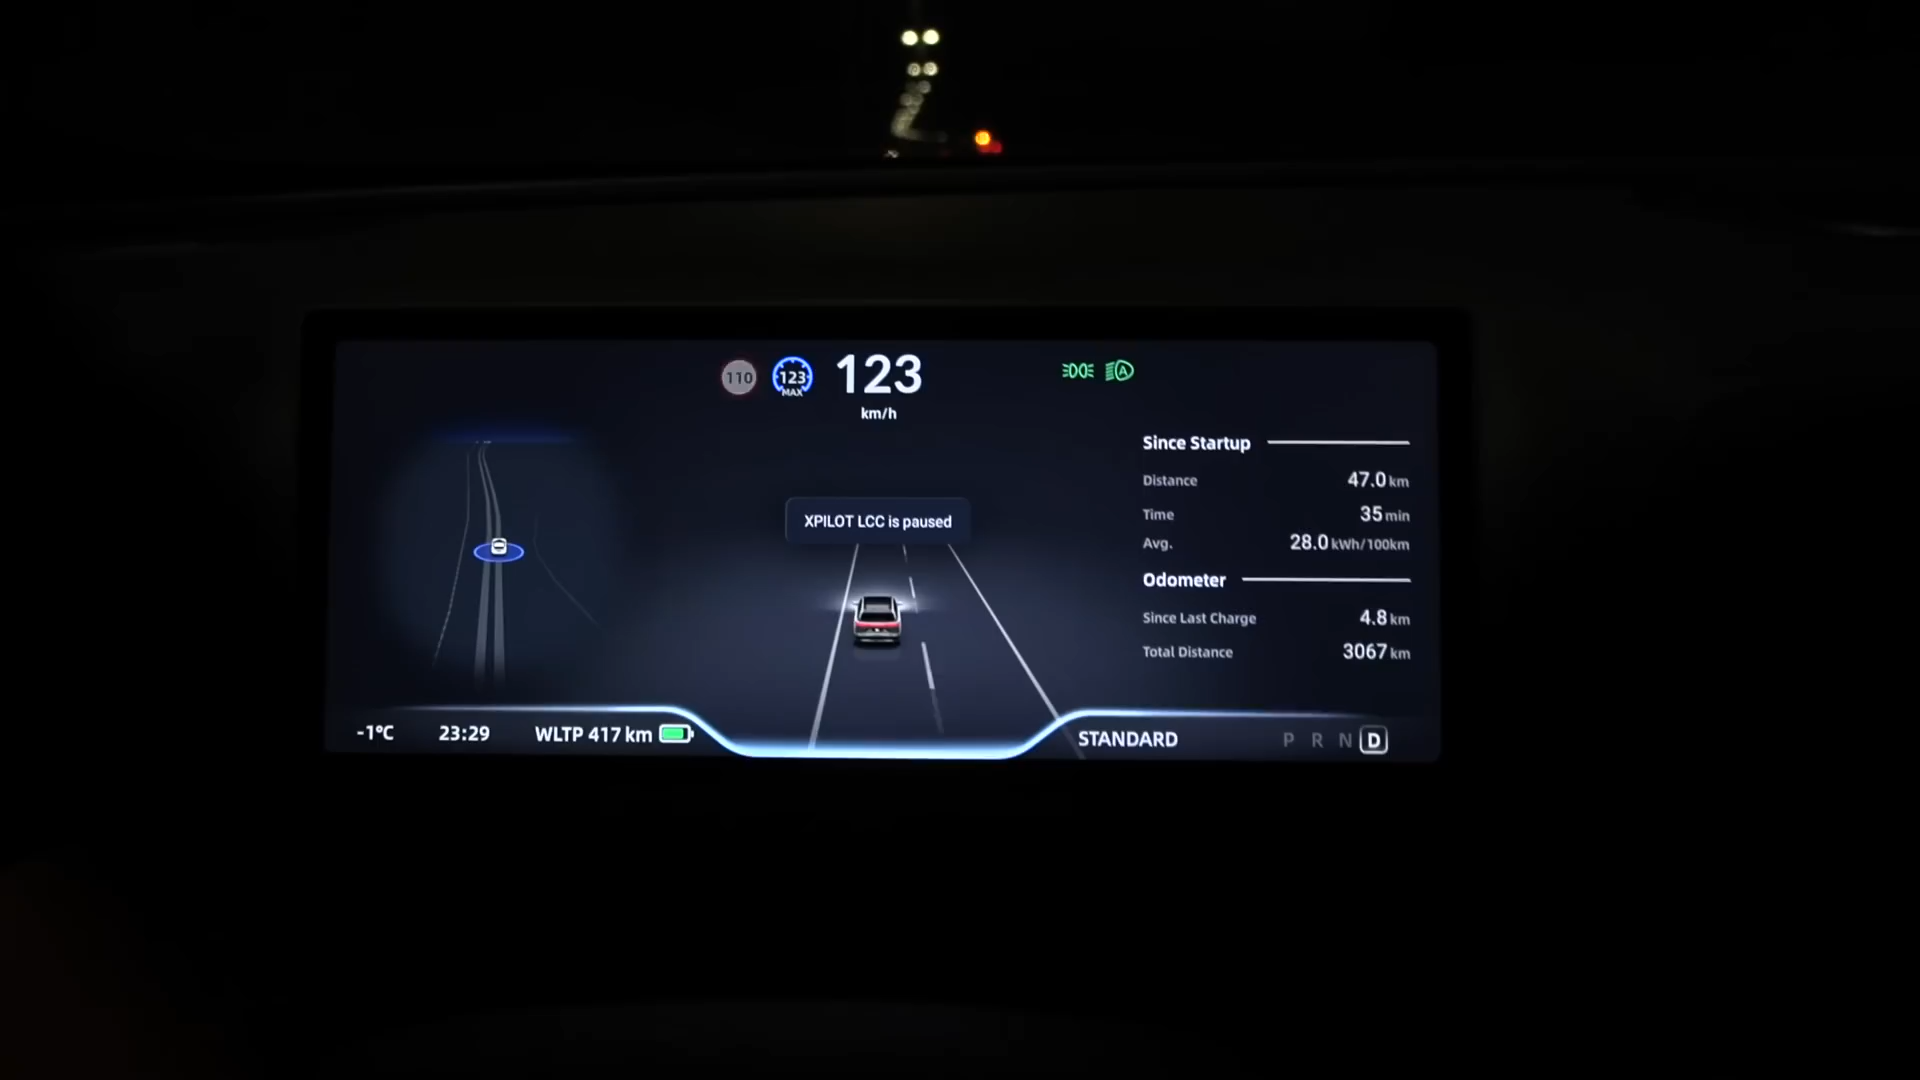 110
123
MAX
123
km/h
A
Since Startup
Distance 47.0 km
Time 35 min
Avg. 28.0 kWh/100km
Odometer
Since Last Charge 4.8 km
Total Distance 3067 km
XPILOT LCC is paused
-1°C 23:29 WLTP 417 km
STANDARD
P R N D